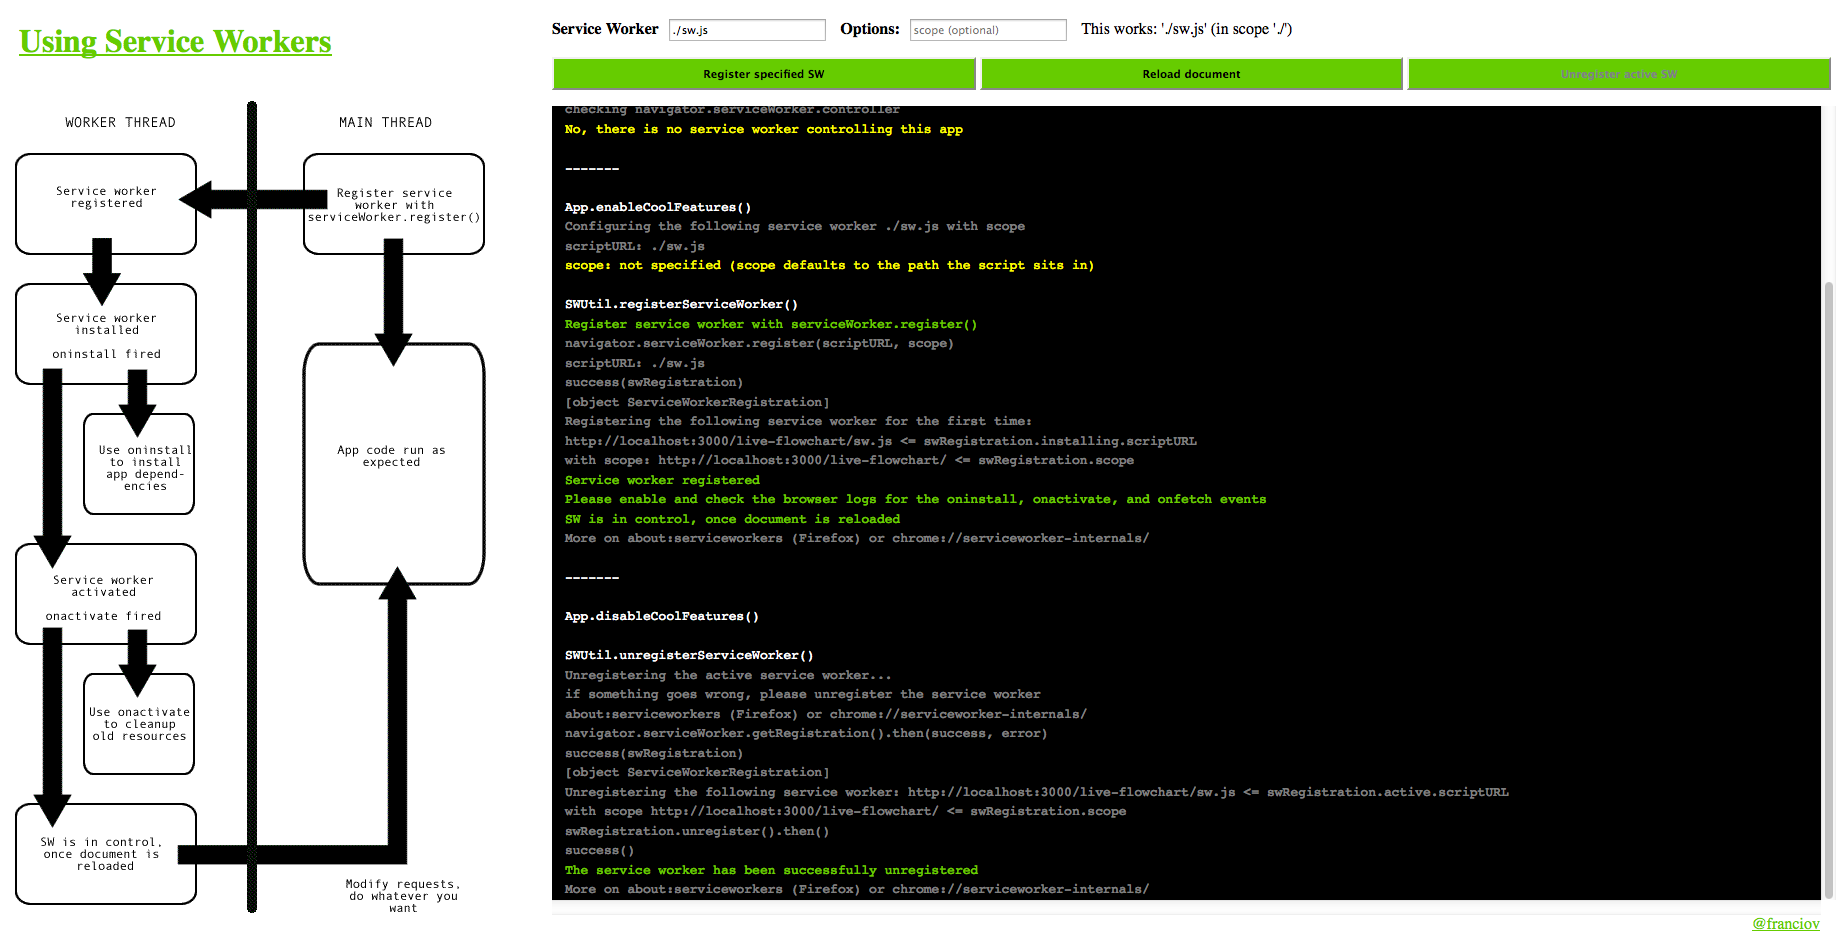 Using Service Workers
Service Worker ./sw.js Options: scope (optional) This works: './sw.js' (in scope './')
Register specified SW Reload document Unregister active SW
WORKER THREAD
MAIN THREAD
Service worker
registered
Register service
worker with
serviceWorker.register()
Service worker
installed
oninstall fired
Use oninstall
to install
app depend-
encies
App code run as
expected
Service worker
activated
onactivate fired
Use onactivate
to cleanup
old resources
SW is in control,
once document is
reloaded
Modify requests,
do whatever you
want
checking navigator.serviceWorker.controller
No, there is no service worker controlling this app
-------
App.enableCoolFeatures()
Configuring the following service worker ./sw.js with scope
scriptURL: ./sw.js
scope: not specified (scope defaults to the path the script sits in)
SWUtil.registerServiceWorker()
Register service worker with serviceWorker.register()
navigator.serviceWorker.register(scriptURL, scope)
scriptURL: ./sw.js
success(swRegistration)
[object ServiceWorkerRegistration]
Registering the following service worker for the first time:
http://localhost:3000/live-flowchart/sw.js <= swRegistration.installing.scriptURL
with scope: http://localhost:3000/live-flowchart/ <= swRegistration.scope
Service worker registered
Please enable and check the browser logs for the oninstall, onactivate, and onfetch events
SW is in control, once document is reloaded
More on about:serviceworkers (Firefox) or chrome://serviceworker-internals/
-------
App.disableCoolFeatures()
SWUtil.unregisterServiceWorker()
Unregistering the active service worker...
if something goes wrong, please unregister the service worker
about:serviceworkers (Firefox) or chrome://serviceworker-internals/
navigator.serviceWorker.getRegistration().then(success, error)
success(swRegistration)
[object ServiceWorkerRegistration]
Unregistering the following service worker: http://localhost:3000/live-flowchart/sw.js <= swRegistration.active.scriptURL
with scope http://localhost:3000/live-flowchart/ <= swRegistration.scope
swRegistration.unregister().then()
success()
The service worker has been successfully unregistered
More on about:serviceworkers (Firefox) or chrome://serviceworker-internals/
@franciov